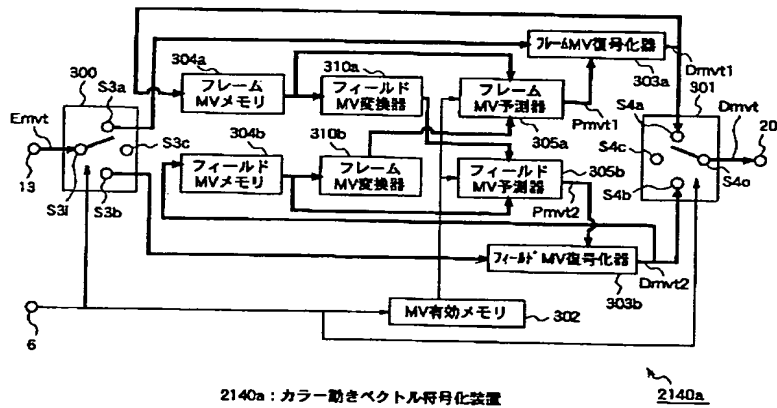 フレームMV復号化器
303a
Drmvt1
304a
フレーム
MVメモリ
310a
フィールド
MV変換器
フレーム
MV予測器
305a
Pmvt1
300
S3a
Emvt
13
S3i
S3c
S3b
301
S4a
S4c
S4b
S4o
Drmvt
20
304b
フィールド
MVメモリ
310b
フレーム
MV変換器
フィールド
MV予測器
305b
Pmvt2
フィールドMV復号化器
303b
Drmvt2
6
MV有効メモリ
302
2140a：カラー動きベクトル符号化装置
2140a